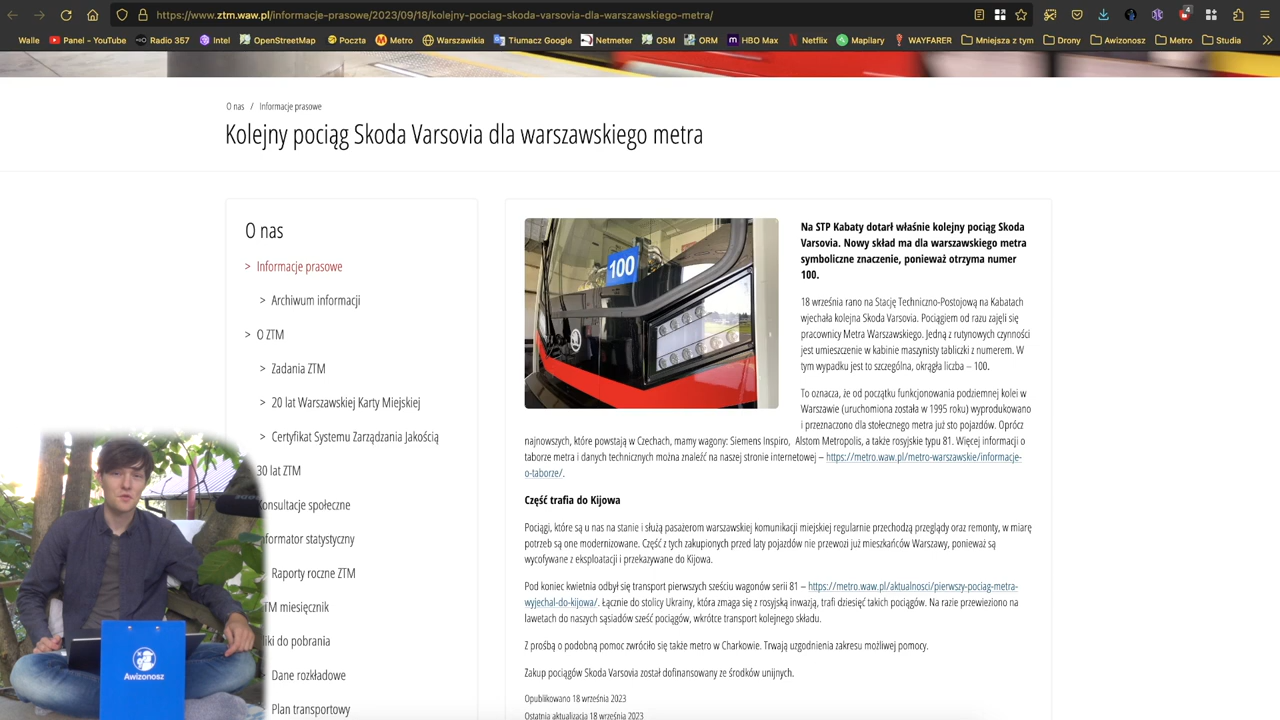 https://www.ztm.waw.pl/informacje-prasowe/2023/09/18/kolejny-pociag-skoda-varsovia-dla-warszawskiego-metra/
4
Walle Panel - YouTube Radio 357 Intel OpenStreetMap Poczta Metro Warszawikia Tłumacz Google Netmeter OSM ORM HBO Max Netflix Mapilary WAYFARER Mniejsza z tym Drony Awizonosz Metro Studia
O nas / Informacje prasowe
Kolejny pociąg Skoda Varsovia dla warszawskiego metra
O nas
> Informacje prasowe
> Archiwum informacji
> O ZTM
> Zadania ZTM
> 20 lat Warszawskiej Karty Miejskiej
> Certyfikat Systemu Zarządzania Jakością
30 lat ZTM
Konsultacje społeczne
nformator statystyczny
Raporty roczne ZTM
TM miesięcznik
liki do pobrania
Dane rozkładowe
Plan transportowy
100
Na STP Kabaty dotarł właśnie kolejny pociąg Skoda
Varsovia. Nowy skład ma dla warszawskiego metra
symboliczne znaczenie, ponieważ otrzyma numer
100.
18 września rano na Stację Techniczno-Postojową na Kabatach
wjechała kolejna Skoda Varsovia. Pociągiem od razu zajęli się
pracownicy Metra Warszawskiego. Jedną z rutynowych czynności
jest umieszczenie w kabinie maszynisty tabliczki z numerem. W
tym wypadku jest to szczególna, okrągła liczba – 100.
To oznacza, że od początku funkcjonowania podziemnej kolei w
Warszawie (uruchomiona została w 1995 roku) wyprodukowano
i przeznaczono dla stołecznego metra już sto pojazdów. Oprócz
najnowszych, które powstają w Czechach, mamy wagony: Siemens Inspiro, Alstom Metropolis, a także rosyjskie typu 81. Więcej informacji o
taborze metra i danych technicznych można znaleźć na naszej stronie internetowej – https://metro.waw.pl/metro-warszawskie/informacje-
o-taborze/.
Część trafia do Kijowa
Pociągi, które są u nas na stanie i służą pasażerom warszawskiej komunikacji miejskiej regularnie przechodzą przeglądy oraz remonty, w miarę
potrzeb są one modernizowane. Część z tych zakupionych przed laty pojazdów nie przewozi już mieszkańców Warszawy, ponieważ są
wycofywane z eksploatacji i przekazywane do Kijowa.
Pod koniec kwietnia odbył się transport pierwszych sześciu wagonów serii 81 – https://metro.waw.pl/aktualnosci/pierwszy-pociag-metra-
wyjechal-do-kijowa/. Łącznie do stolicy Ukrainy, która zmaga się z rosyjską inwazją, trafi dziesięć takich pociągów. Na razie przewieziono na
lawetach do naszych sąsiadów sześć pociągów, wkrótce transport kolejnego składu.
Z prośbą o podobną pomoc zwróciło się także metro w Charkowie. Trwają uzgodnienia zakresu możliwej pomocy.
Zakup pociągów Skoda Varsovia został dofinansowany ze środków unijnych.
Opublikowano 18 września 2023
Ostatnia aktualizacja 18 września 2023
Awizonosz